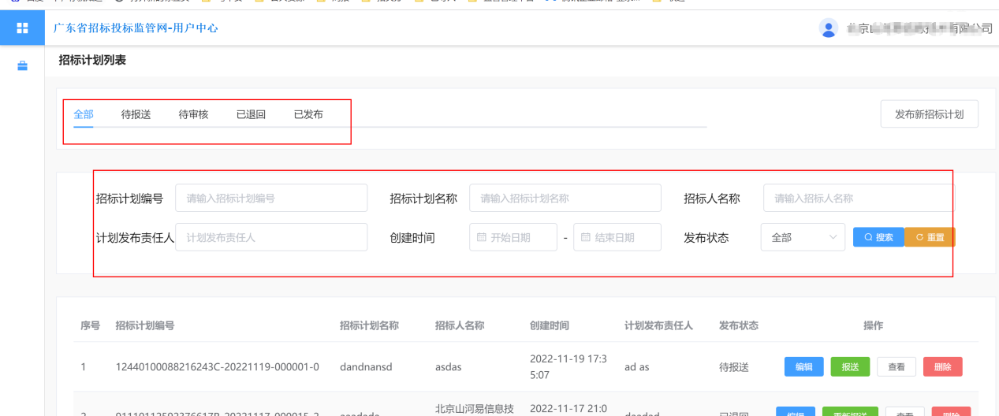 广东省招标投标监管网-用户中心
有限公司
招标计划列表
全部 待报送 待审核 已退回 已发布 发布新招标计划
招标计划编号 请输入招标计划编号 招标计划名称 请输入招标计划名称 招标人名称 请输入招标人名称
计划发布责任人 计划发布责任人 创建时间 开始日期 - 结束日期 发布状态 全部 搜索 重置
序号 招标计划编号 招标计划名称 招标人名称 创建时间 计划发布责任人 发布状态 操作
1 12440100088216243C-20221119-000001-0 dandnansd asdas 2022-11-19 17:3
5:07 ad as 待报送 编辑 报送 查看 删除
北京山河易信息技 2022-11-17 21:0 已退回 编辑 重新报送 查看 删除